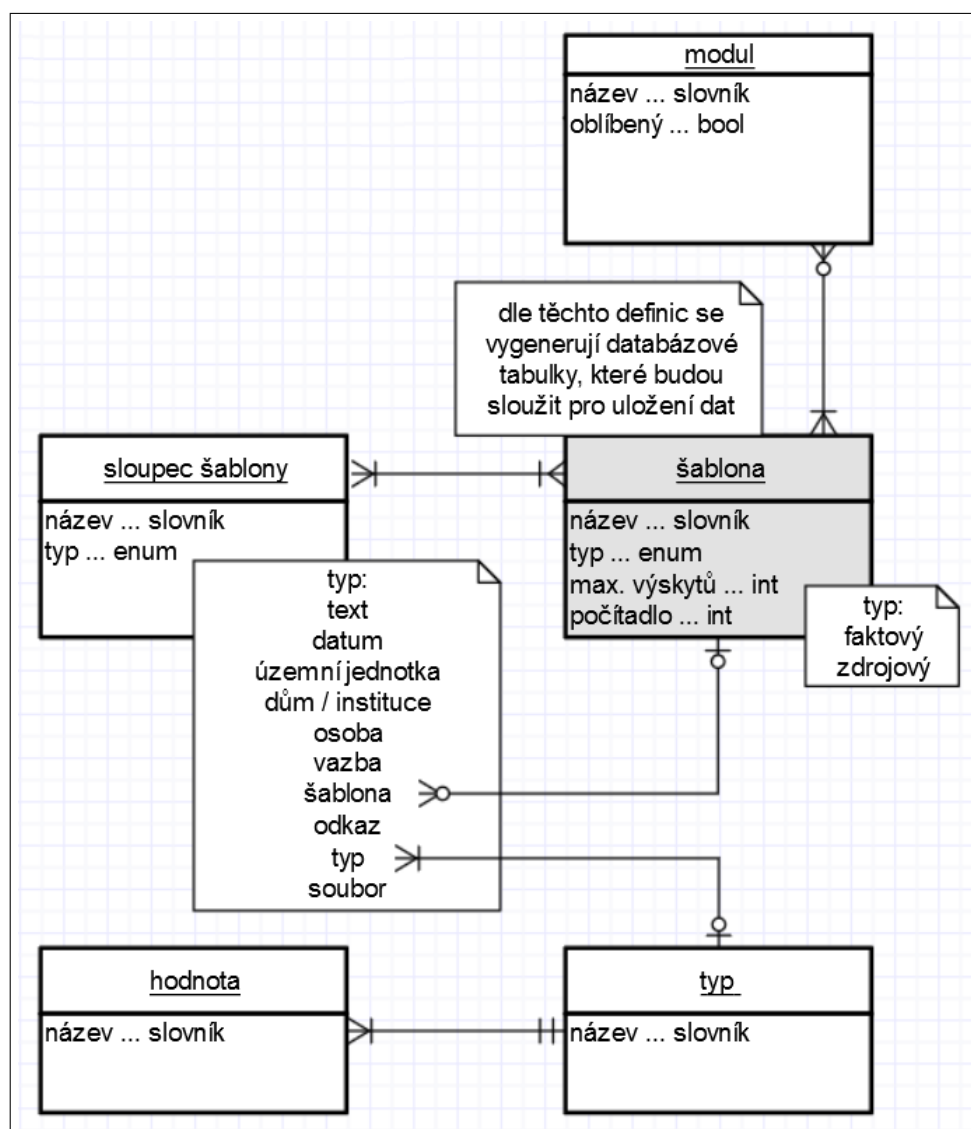 modul
název ... slovník
oblíbený ... bool
dle těchto definic se
vygenerují databázové
tabulky, které budou
sloužit pro uložení dat
sloupec šablony
název ... slovník
typ ... enum
šablona
název ... slovník
typ ... enum
max. výskytů ... int
počítadlo ... int
typ:
faktový
zdrojový
typ:
text
datum
územní jednotka
dům / instituce
osoba
vazba
šablona
odkaz
typ
soubor
hodnota
název ... slovník
typ
název ... slovník